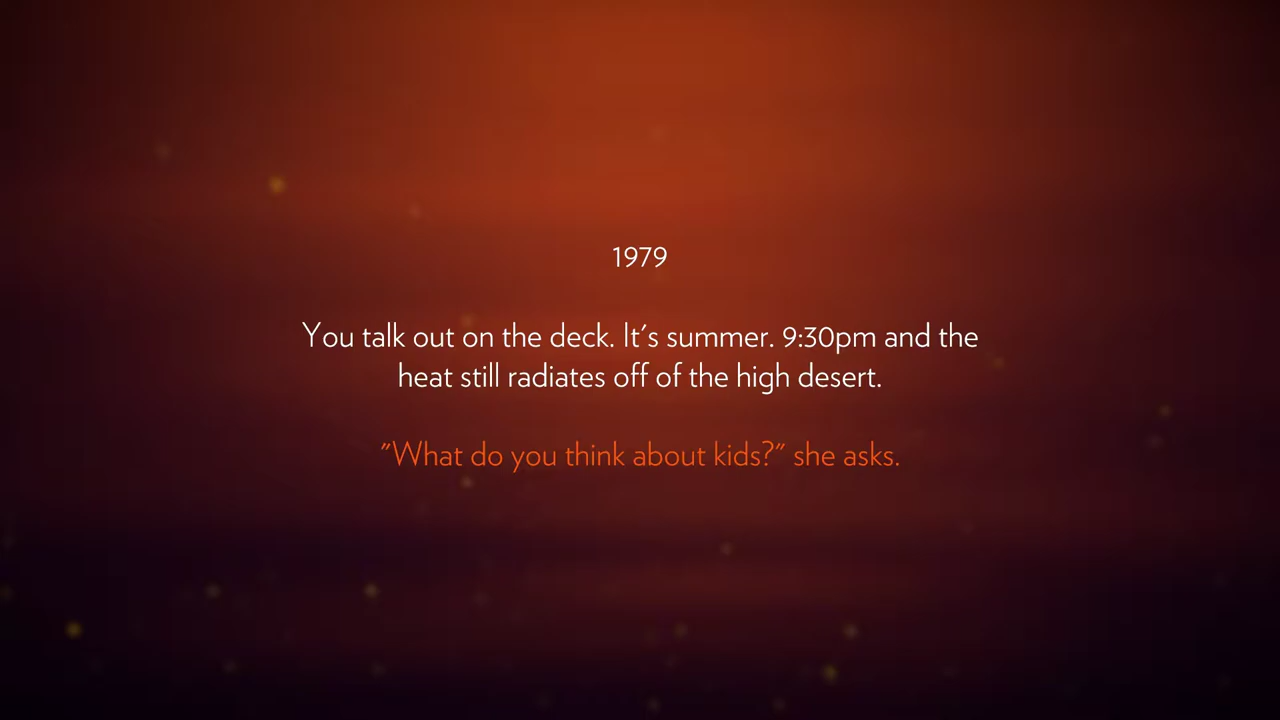 1979
You talk out on the deck. It's summer. 9:30pm and the
heat still radiates off of the high desert.
"What do you think about kids?" she asks.